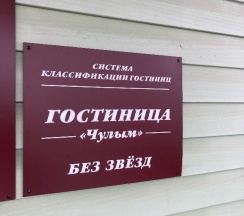 СИСТЕМА
КЛАССИФИКАЦИИ ГОСТИНИЦ
ГОСТИНИЦА
«Чулым»
БЕЗ ЗВЁЗД